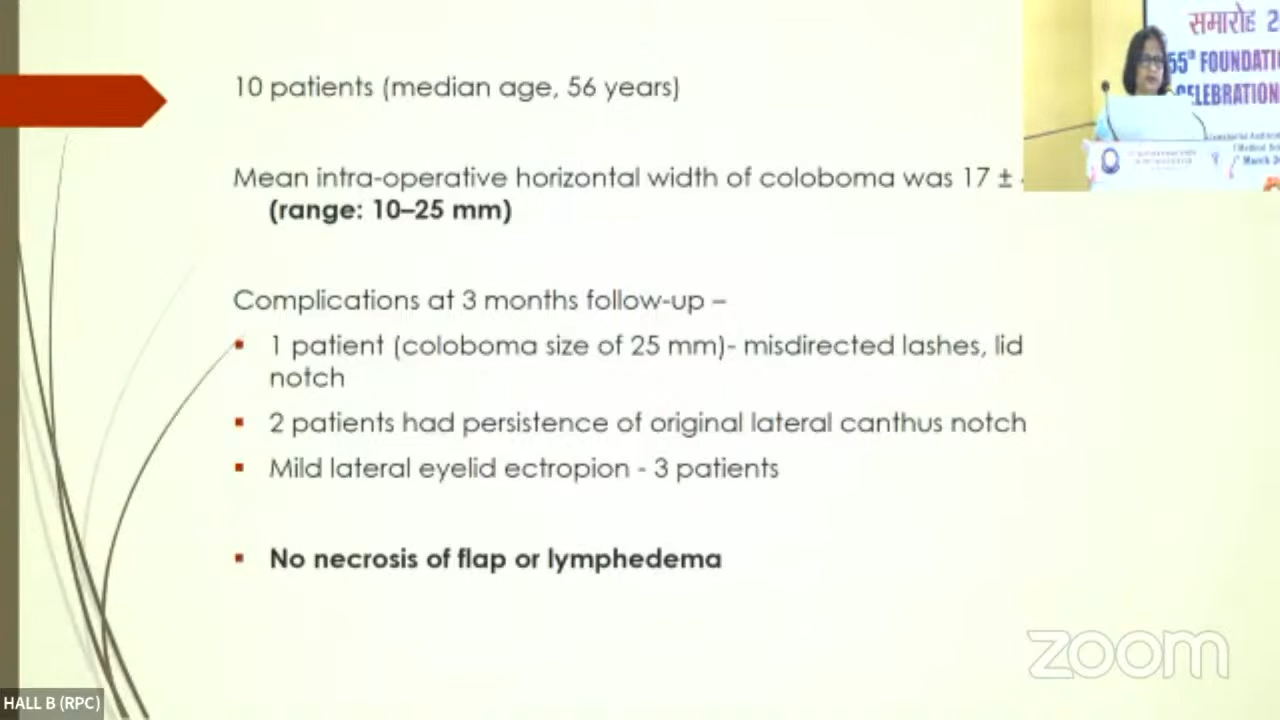 10 patients (median age, 56 years)
Mean intra-operative horizontal width of coloboma was 17 ±
(range: 10–25 mm)
Complications at 3 months follow-up –
1 patient (coloboma size of 25 mm)- misdirected lashes, lid
notch
2 patients had persistence of original lateral canthus notch
Mild lateral eyelid ectropion - 3 patients
No necrosis of flap or lymphedema
समारोह 2
55th FOUNDATI
CELEBRATION
March 2
zoom
HALL B (RPC)